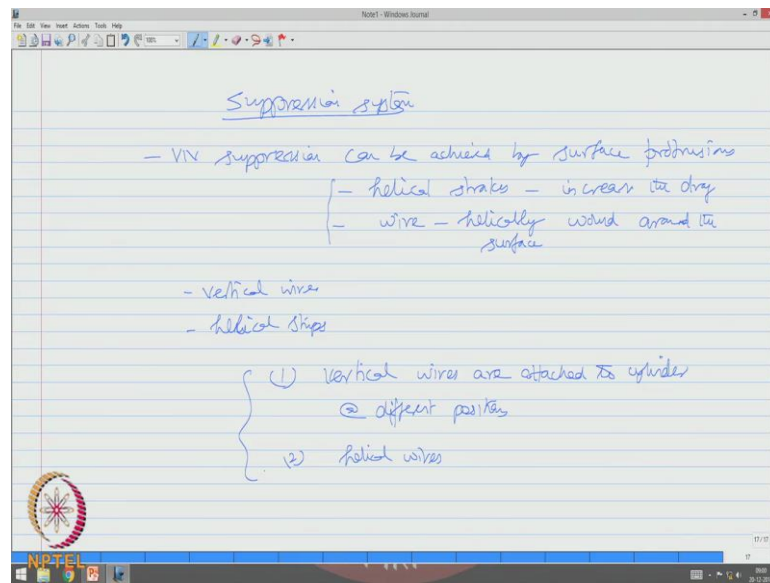 Note1 - Windows Journal
File Edit View Insert Actions Tools Help
Suppression system
- VIV suppression can be achieved by surface protrusions
- helical strakes - increase the drag
- wire - helically wound around the
surface
- vertical wires
- helical strips
(1) vertical wires are attached to cylinder
@ different positions
(2) helical wires
NPTEL
17/17
17